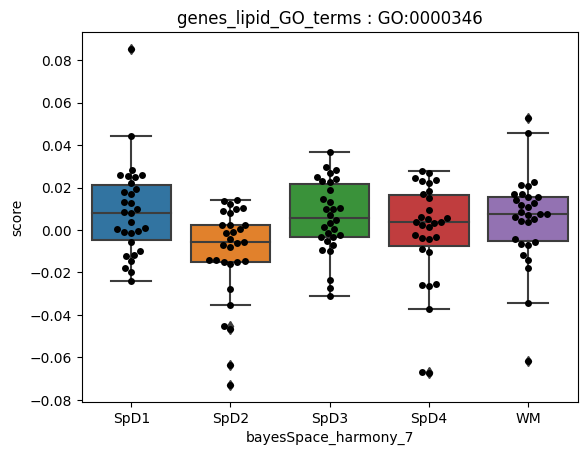 genes_lipid_GO_terms : GO:0000346
0.08
0.06
0.04
0.02
0.00
−0.02
−0.04
−0.06
−0.08
score
SpD1 SpD2 SpD3 SpD4 WM
bayesSpace_harmony_7